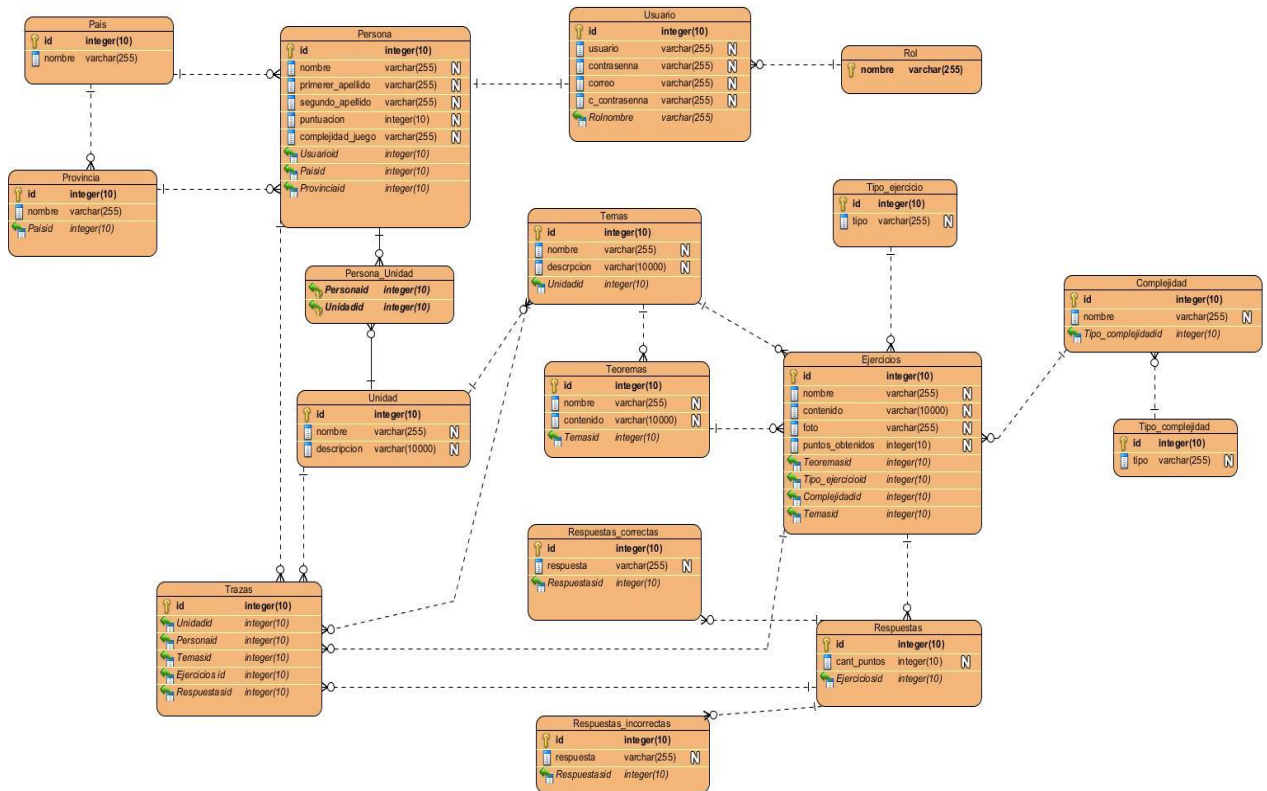 Pais
id integer(10)
nombre varchar(255)
Persona
id integer(10)
nombre varchar(255) N
primerer_apellido varchar(255) N
segundo_apellido varchar(255) N
puntuacion integer(10) N
complejidad_juego varchar(255) N
Usuarioid integer(10)
Paisid integer(10)
Provinciaid integer(10)
Usuario
id integer(10)
usuario varchar(255) N
contrasenna varchar(255) N
correo varchar(255) N
c_contrasenna varchar(255) N
Rolnombre varchar(255)
Rol
nombre varchar(255)
Provincia
id integer(10)
nombre varchar(255)
Paisid integer(10)
Tipo_ejercicio
id integer(10)
tipo varchar(255) N
Temas
id integer(10)
nombre varchar(255) N
descrpcion varchar(10000) N
Unidadid integer(10)
Persona_Unidad
Personaid integer(10)
Unidadid integer(10)
Complejidad
id integer(10)
nombre varchar(255) N
Tipo_complejidadid integer(10)
Ejercicios
id integer(10)
nombre varchar(255) N
contenido varchar(10000) N
foto varchar(255) N
puntos_obtenidos integer(10) N
Teoremasid integer(10)
Tipo_ejercicioid integer(10)
Complejidadid integer(10)
Temasid integer(10)
Teoremas
id integer(10)
nombre varchar(255) N
contenido varchar(10000) N
Temasid integer(10)
Unidad
id integer(10)
nombre varchar(255) N
descripcion varchar(10000) N
Tipo_complejidad
id integer(10)
tipo varchar(255) N
Respuestas_correctas
id integer(10)
respuesta varchar(255) N
Respuestasid integer(10)
Trazas
id integer(10)
Unidadid integer(10)
Personaid integer(10)
Temasid integer(10)
Ejercicios id integer(10)
Respuestasid integer(10)
Respuestas
id integer(10)
cant_puntos integer(10) N
Ejerciciosid integer(10)
Respuestas_incorrectas
id integer(10)
respuesta varchar(255) N
Respuestasid integer(10)